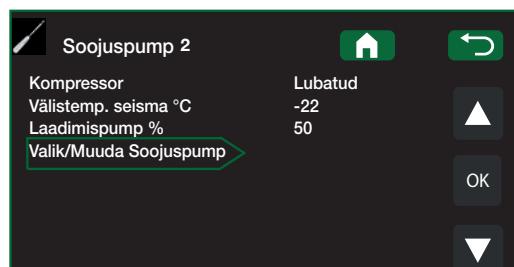 Soojuspump 2
Kompressor Lubatud
Välistemp. seisma °C -22
Laadimispump % 50
Valik/Muuda Soojuspump
OK